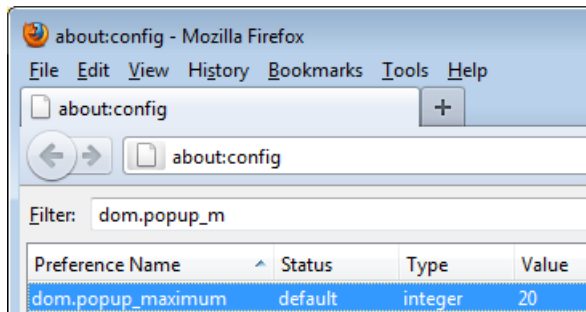 about:config - Mozilla Firefox
File Edit View History Bookmarks Tools Help
about:config +
about:config
Filter: dom.popup_m
Preference Name Status Type Value
dom.popup_maximum default integer 20